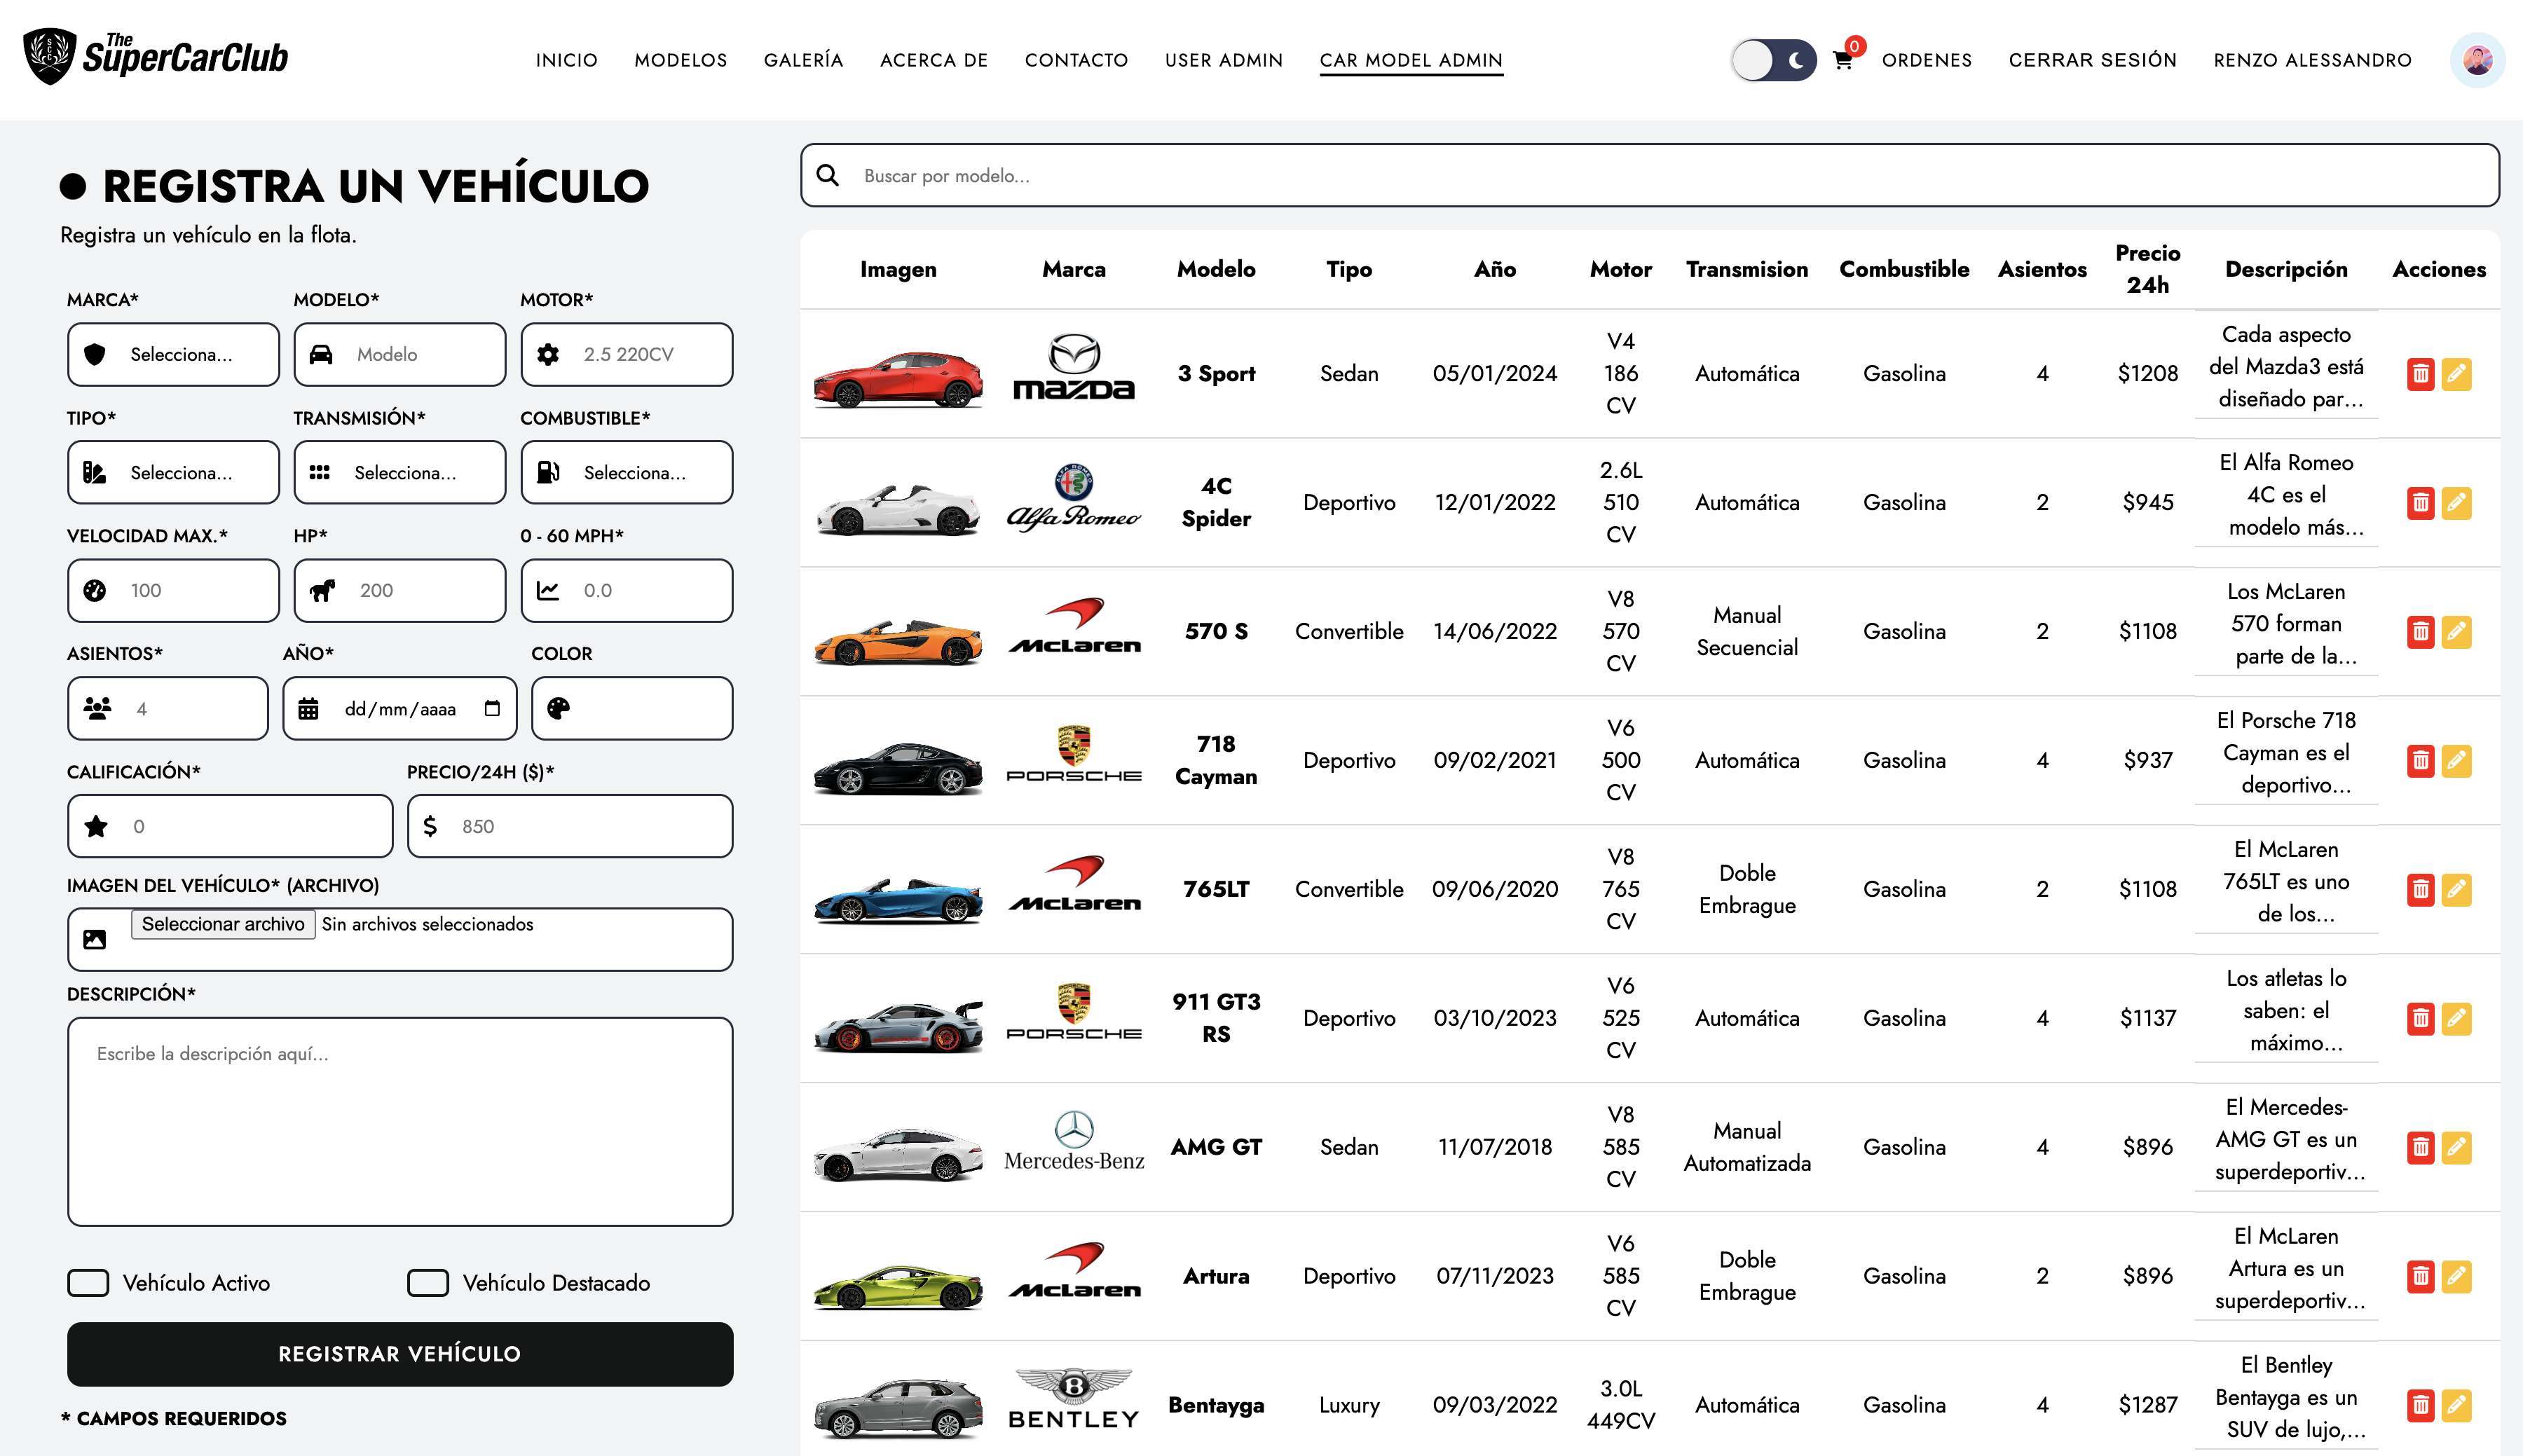 The
SuperCarClub
INICIO
MODELOS
GALERÍA
ACERCA DE
CONTACTO
USER ADMIN
CAR MODEL ADMIN
0
ORDENES
CERRAR SESIÓN
RENZO ALESSANDRO
REGISTRA UN VEHÍCULO
Registra un vehículo en la flota.
MARCA*
MODELO*
MOTOR*
Selecciona...
Modelo
2.5 220CV
TIPO*
TRANSMISIÓN*
COMBUSTIBLE*
Selecciona...
Selecciona...
Selecciona...
VELOCIDAD MAX.*
HP*
0 - 60 MPH*
100
200
0.0
ASIENTOS*
AÑO*
COLOR
4
dd/mm/aaaa
CALIFICACIÓN*
PRECIO/24H ($)*
0
850
IMAGEN DEL VEHÍCULO* (ARCHIVO)
Seleccionar archivo Sin archivos seleccionados
DESCRIPCIÓN*
Escribe la descripción aquí...
Vehículo Activo
Vehículo Destacado
REGISTRAR VEHÍCULO
* CAMPOS REQUERIDOS
Buscar por modelo...
Imagen
Marca
Modelo
Tipo
Año
Motor
Transmision
Combustible
Asientos
Precio
24h
Descripción
Acciones
mazda
3 Sport
Sedan
05/01/2024
V4
186
CV
Automática
Gasolina
4
$1208
Cada aspecto
del Mazda3 está
diseñado par...
Alfa Romeo
4C
Spider
Deportivo
12/01/2022
2.6L
510
CV
Automática
Gasolina
2
$945
El Alfa Romeo
4C es el
modelo más...
McLaren
570 S
Convertible
14/06/2022
V8
570
CV
Manual
Secuencial
Gasolina
2
$1108
Los McLaren
570 forman
parte de la...
PORSCHE
718
Cayman
Deportivo
09/02/2021
V6
500
CV
Automática
Gasolina
4
$937
El Porsche 718
Cayman es el
deportivo...
McLaren
765LT
Convertible
09/06/2020
V8
765
CV
Doble
Embrague
Gasolina
2
$1108
El McLaren
765LT es uno
de los...
PORSCHE
911 GT3
RS
Deportivo
03/10/2023
V6
525
CV
Automática
Gasolina
4
$1137
Los atletas lo
saben: el
máximo...
Mercedes-Benz
AMG GT
Sedan
11/07/2018
V8
585
CV
Manual
Automatizada
Gasolina
4
$896
El Mercedes-
AMG GT es un
superdeportiv...
McLaren
Artura
Deportivo
07/11/2023
V6
585
CV
Doble
Embrague
Gasolina
2
$896
El McLaren
Artura es un
superdeportiv...
B
BENTLEY
Bentayga
Luxury
09/03/2022
3.0L
449CV
Automática
Gasolina
4
$1287
El Bentley
Bentayga es un
SUV de lujo,...